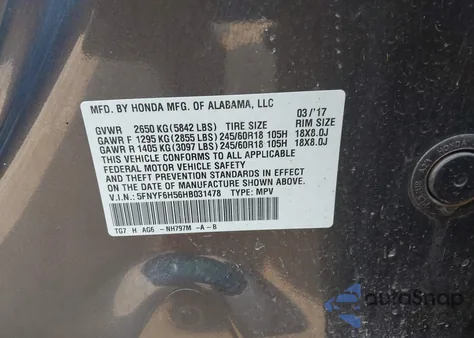 MFD. BY HONDA MFG. OF ALABAMA, LLC 03/'17
GVWR 2650 KG (5842 LBS) TIRE SIZE RIM SIZE
GAWR F 1295 KG (2855 LBS) 245/60R18 105H 18X8.0J
GAWR R 1405 KG (3097 LBS) 245/60R18 105H 18X8.0J
THIS VEHICLE CONFORMS TO ALL APPLICABLE
FEDERAL MOTOR VEHICLE SAFETY
AND THEFT PREVENTION STANDARDS IN EFFECT
ON THE DATE OF MANUFACTURE SHOWN ABOVE.
V.I.N.: 5FNYF6H56HB031478 TYPE: MPV
TG7 H AG6 -NH797M -A-B
HONDA
autoSnap